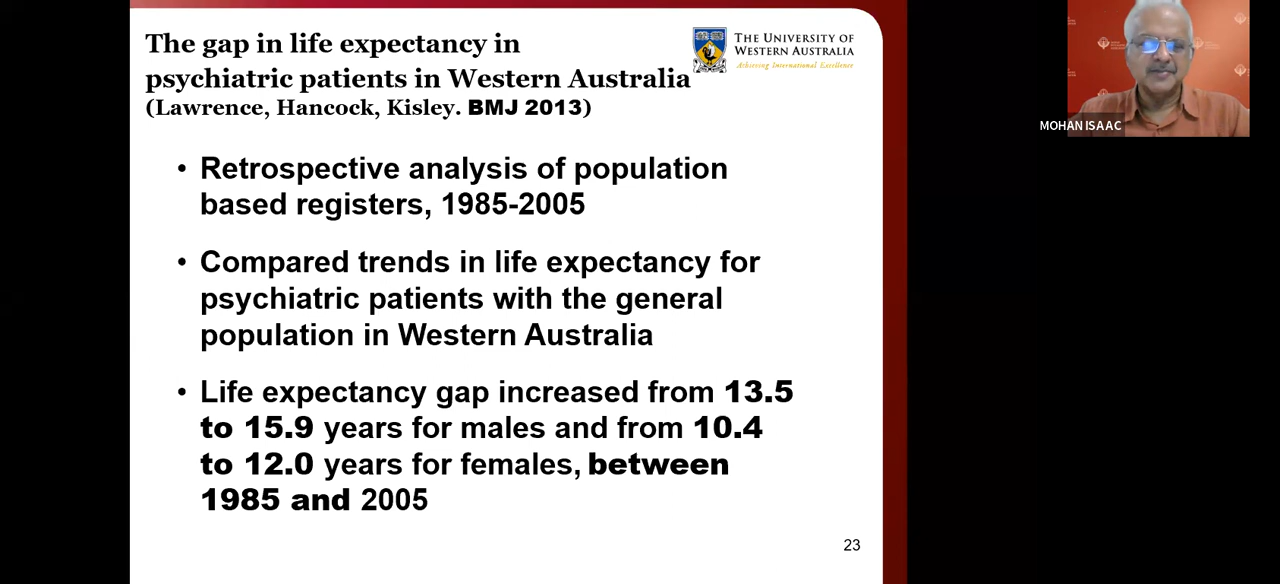 The gap in life expectancy in
psychiatric patients in Western Australia
(Lawrence, Hancock, Kisley. BMJ 2013)
THE UNIVERSITY OF
WESTERN AUSTRALIA
Achieving International Excellence
MOHAN ISAAC
• Retrospective analysis of population
based registers, 1985-2005
• Compared trends in life expectancy for
psychiatric patients with the general
population in Western Australia
• Life expectancy gap increased from 13.5
to 15.9 years for males and from 10.4
to 12.0 years for females, between
1985 and 2005
23